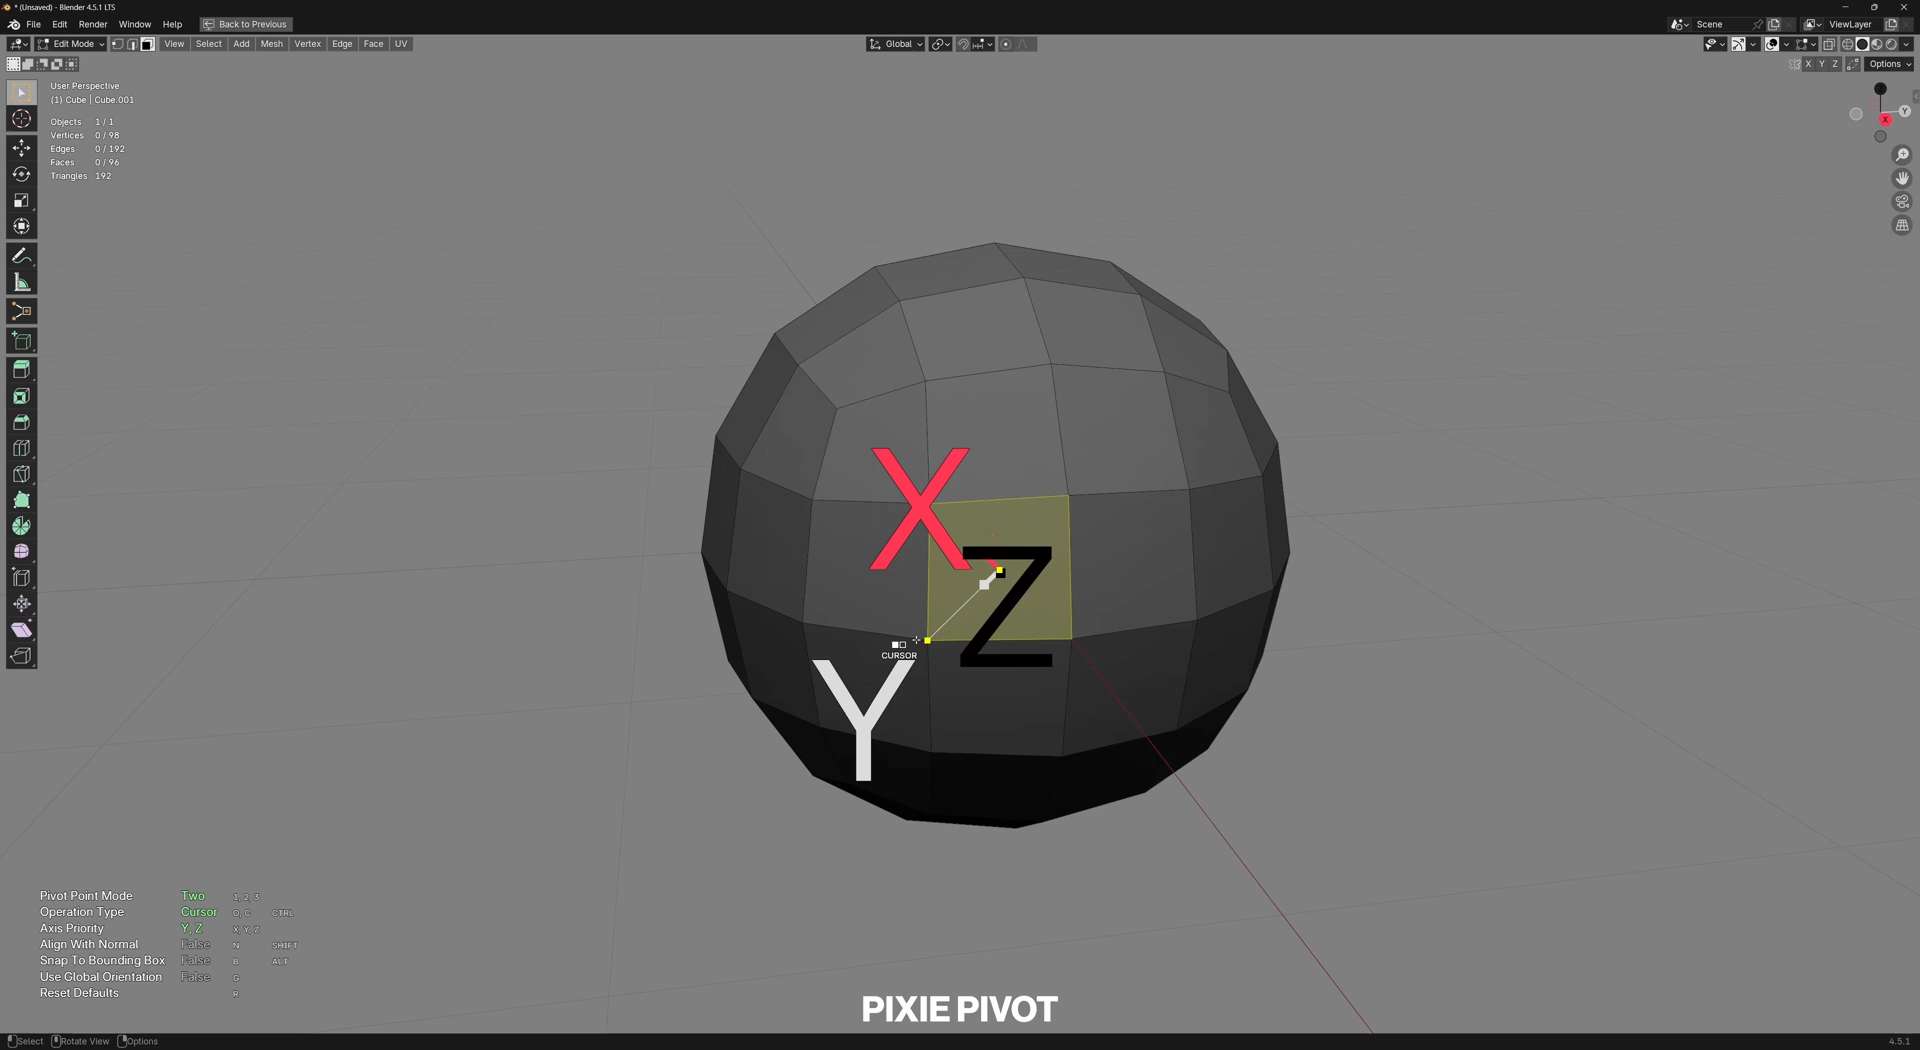 * (Unsaved) - Blender 4.5.1 LTS
File Edit Render Window Help Back to Previous Scene ViewLayer
Edit Mode View Select Add Mesh Vertex Edge Face UV Global
X Y Z Options
User Perspective
(1) Cube | Cube.001
Objects 1 / 1
Vertices 0 / 98
Edges 0 / 192
Faces 0 / 96
Triangles 192
Z
Y
X
X
Z
CURSOR
Y
Pivot Point Mode Two 1, 2, 3
Operation Type Cursor O, C CTRL
Axis Priority Y, Z X, Y, Z
Align With Normal False N SHIFT
Snap To Bounding Box False B ALT
Use Global Orientation False G
Reset Defaults R
PIXIE PIVOT
Select Rotate View Options 4.5.1